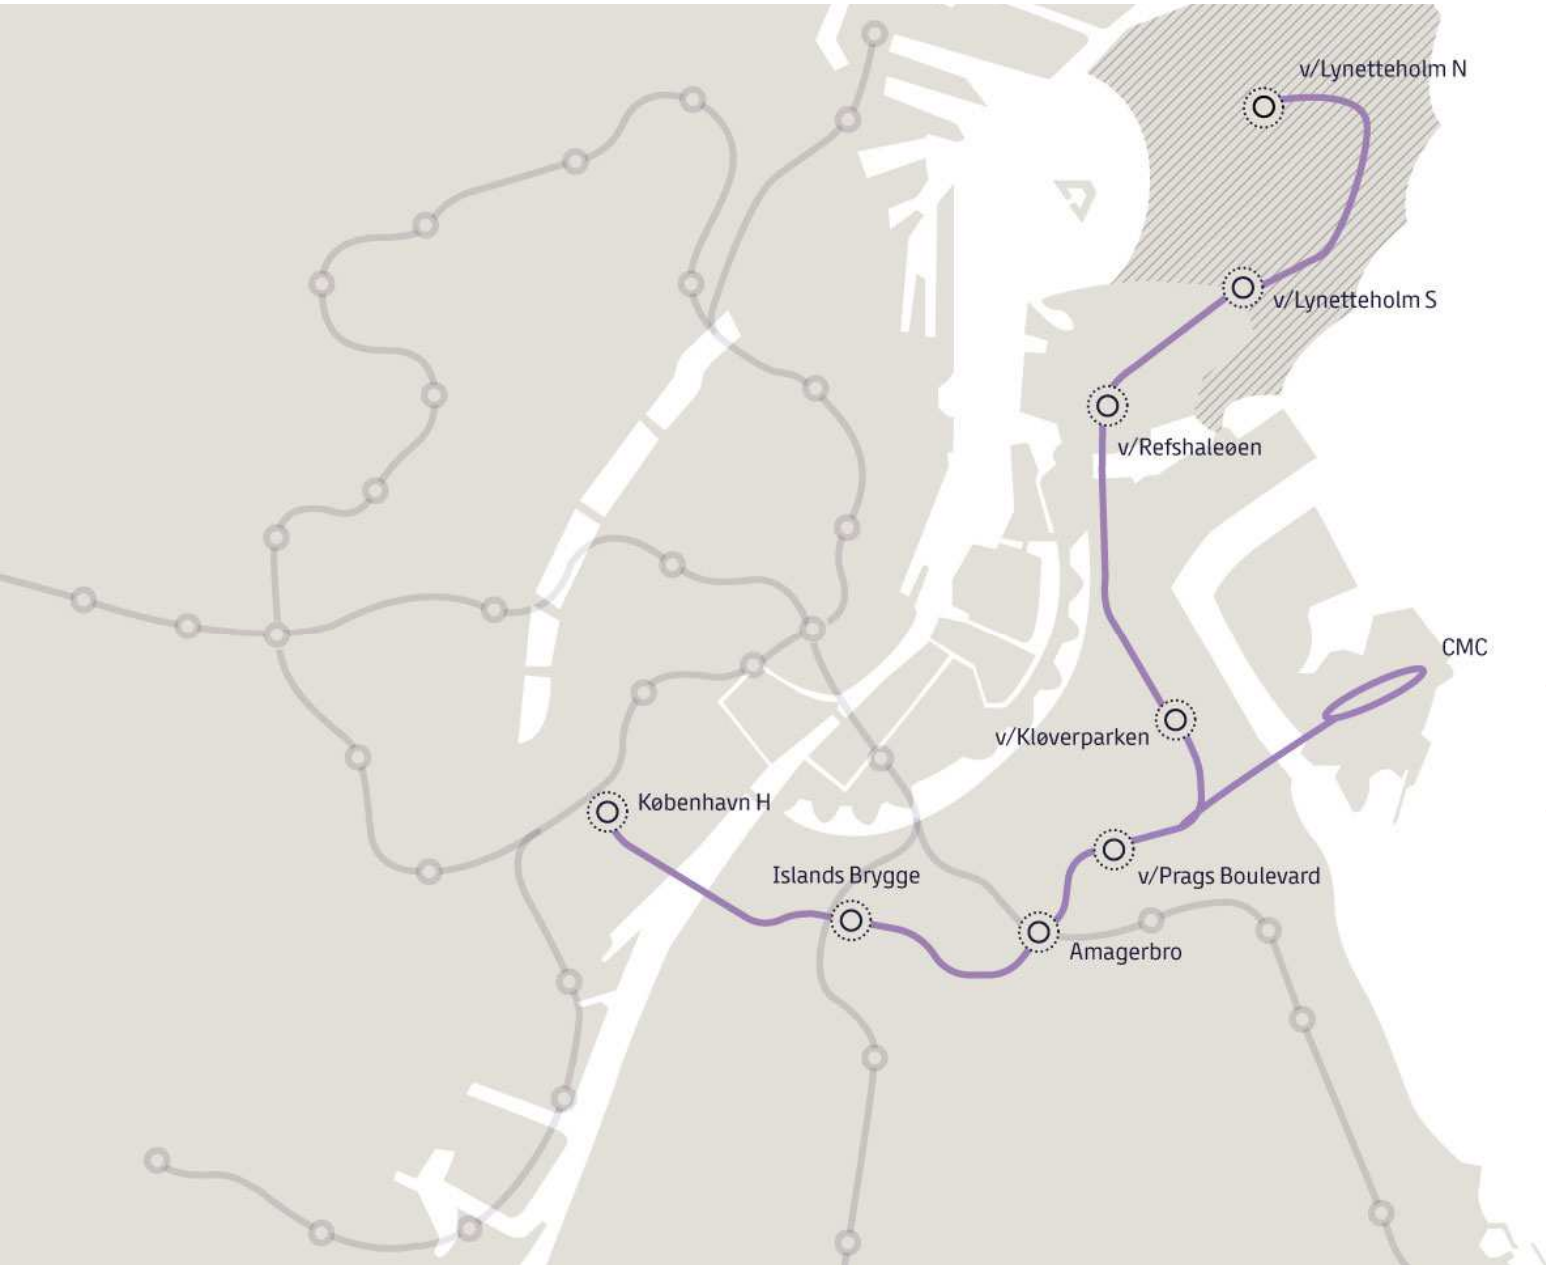 v/Lynetteholm N
v/Lynetteholm S
v/Refshaleøen
CMC
v/Kløverparken
København H
Islands Brygge
v/Prags Boulevard
Amagerbro